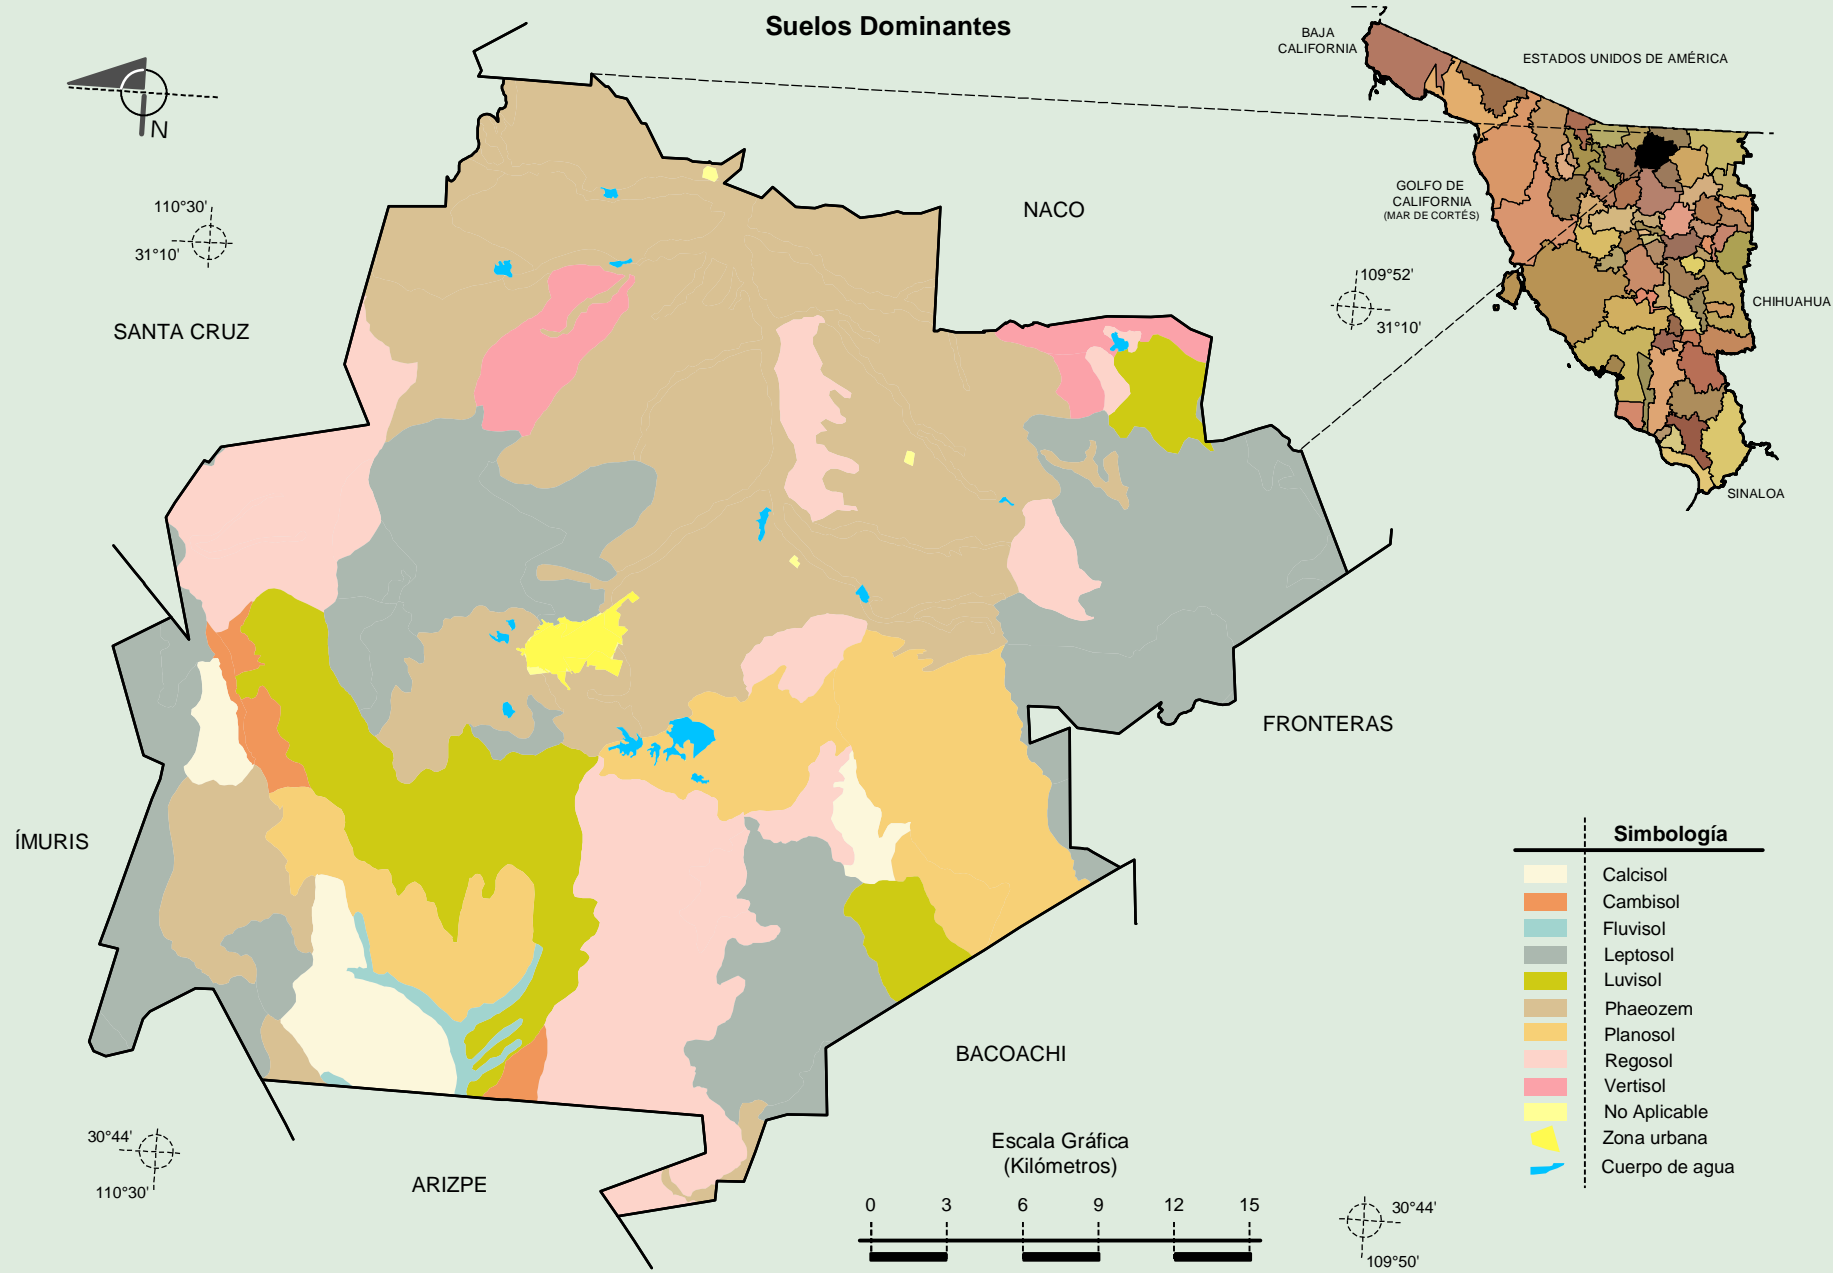 Suelos Dominantes
BAJA
CALIFORNIA
ESTADOS UNIDOS DE AMÉRICA
N
GOLFO DE
CALIFORNIA
(MAR DE CORTÉS)
NACO
110°30'
31°10'
109°52'
31°10'
CHIHUAHUA
SANTA CRUZ
SINALOA
FRONTERAS
ÍMURIS
Simbología
Calcisol
Cambisol
Fluvisol
Leptosol
Luvisol
Phaeozem
Planosol
Regosol
Vertisol
No Aplicable
Zona urbana
Cuerpo de agua
BACOACHI
30°44'
110°30'
ARIZPE
Escala Gráfica
(Kilómetros)
0 3 6 9 12 15
30°44'
109°50'